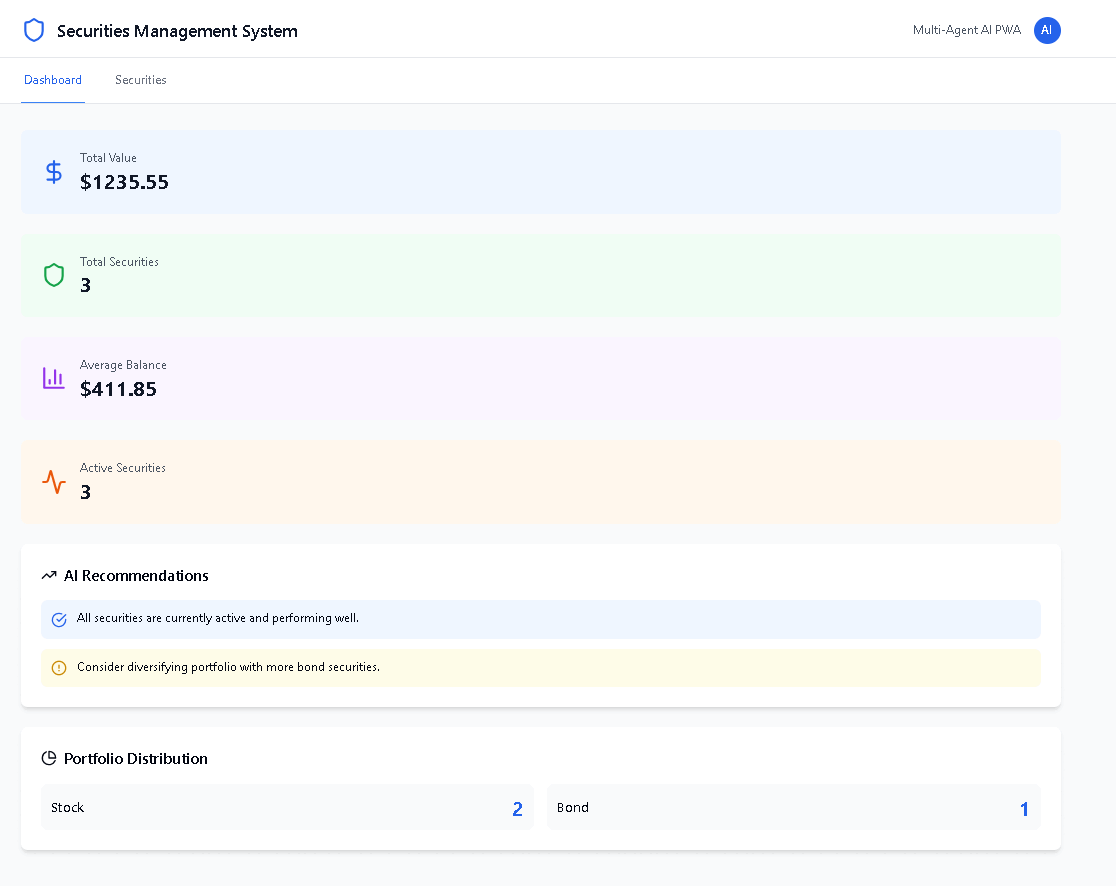 Securities Management System
Multi-Agent AI PWA
AI
Dashboard
Securities
Total Value
$1235.55
Total Securities
3
Average Balance
$411.85
Active Securities
3
AI Recommendations
All securities are currently active and performing well.
Consider diversifying portfolio with more bond securities.
Portfolio Distribution
Stock
2
Bond
1